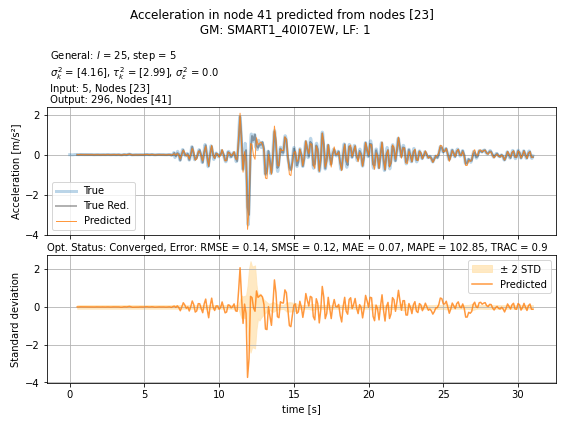 Acceleration in node 41 predicted from nodes [23]
GM: SMART1_40I07EW, LF: 1
General: l = 25, step = 5
σ²ₖ = [4.16], τ²ₖ = [2.99], σ²ε = 0.0
Input: 5, Nodes [23]
Output: 296, Nodes [41]
Acceleration [m/s²]
2
0
−2
−4
True
True Red.
Predicted
Opt. Status: Converged, Error: RMSE = 0.14, SMSE = 0.12, MAE = 0.07, MAPE = 102.85, TRAC = 0.9
Standard deviation
2
0
−2
−4
± 2 STD
Predicted
0 5 10 15 20 25 30
time [s]